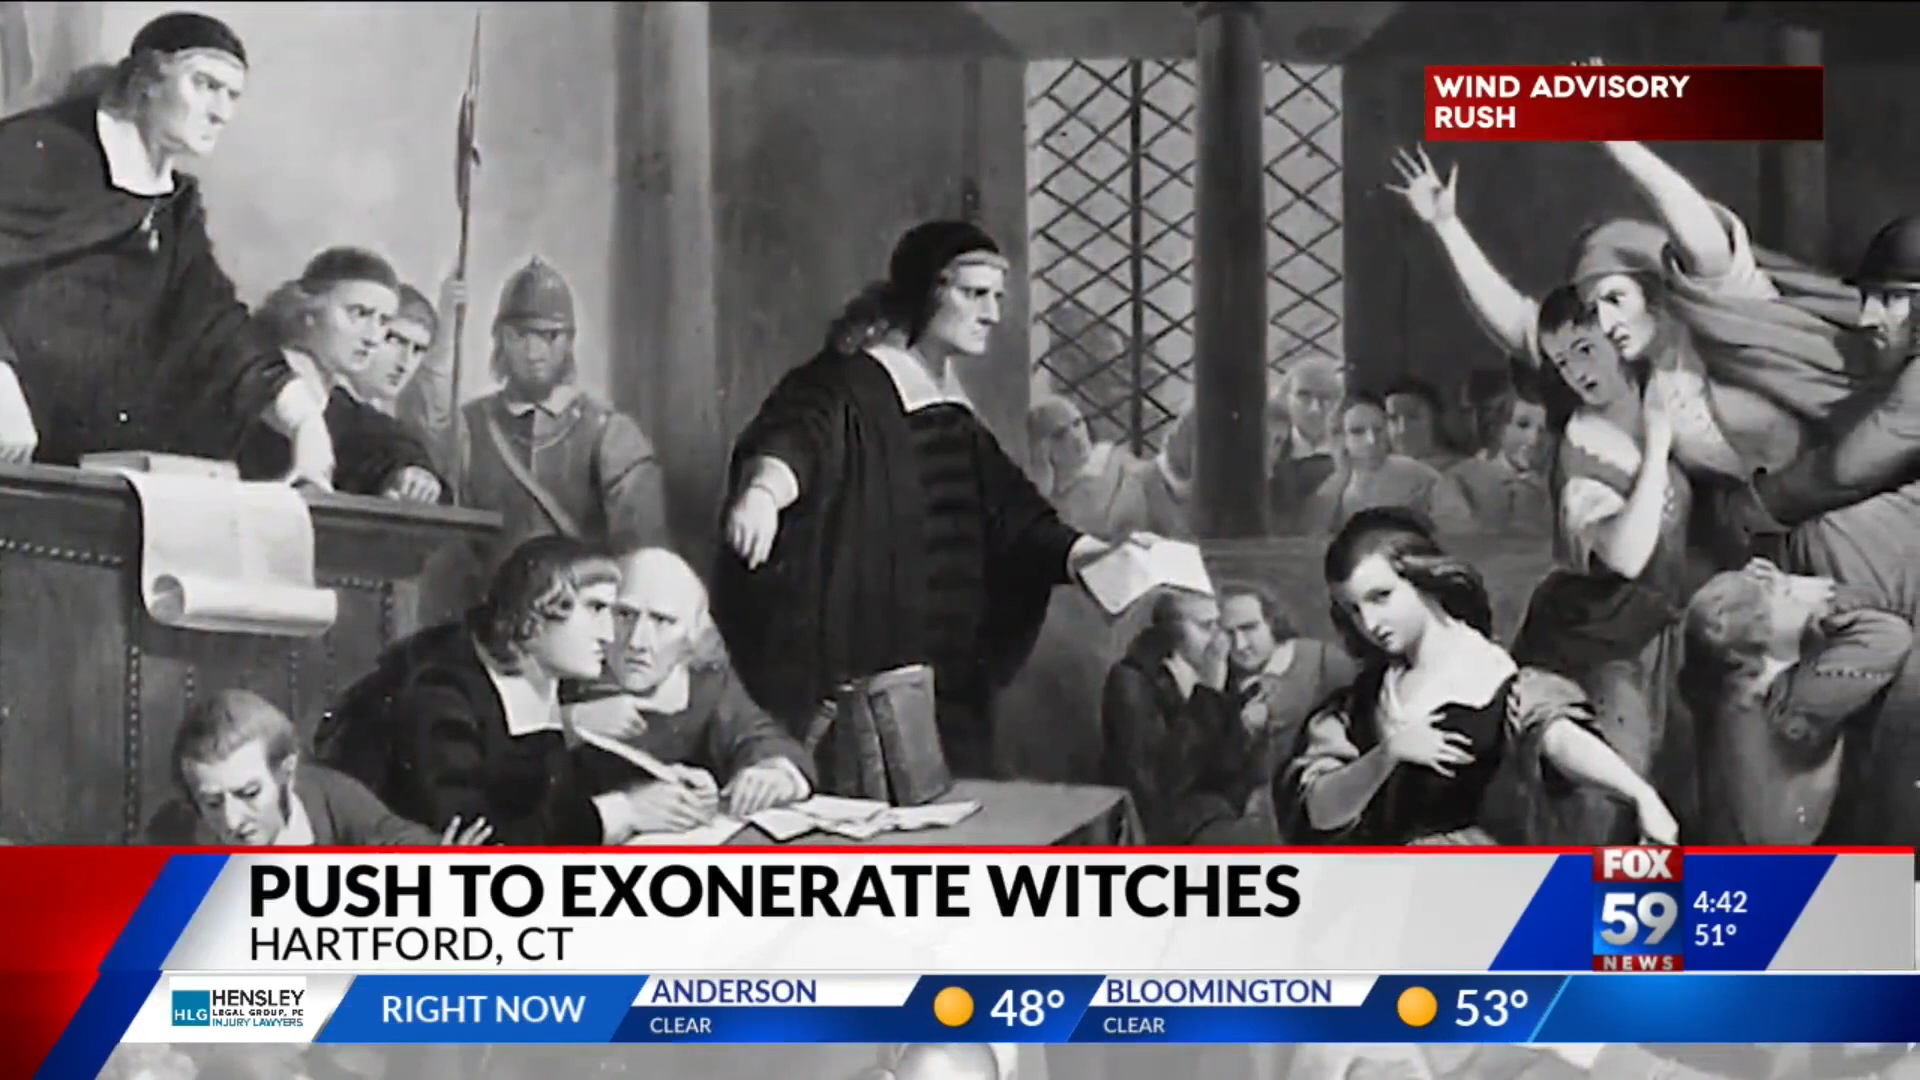 WIND ADVISORY
RUSH
PUSH TO EXONERATE WITCHES
HARTFORD, CT
FOX
59
NEWS
4:42
51°
HLG
HENSLEY
LEGAL GROUP, PC
INJURY LAWYERS
RIGHT NOW
ANDERSON
CLEAR
48°
BLOOMINGTON
CLEAR
53°